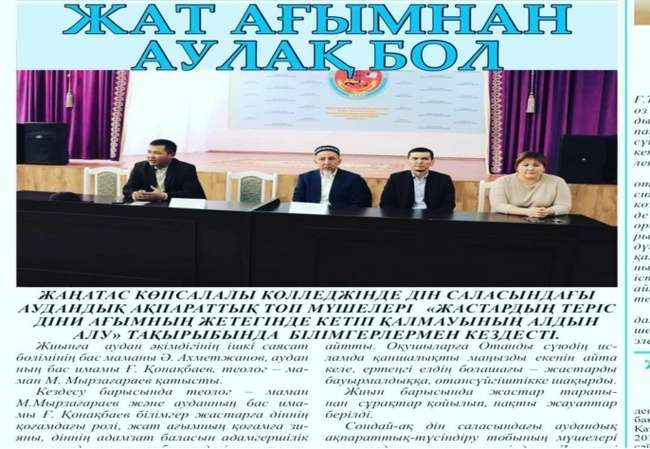 ЖАТ АҒЫМНАН
АУЛАҚ БОЛ
ЖАҢАТАС КӨПСАЛАЛЫ КОЛЛЕДЖІНДЕ ДІН САЛАСЫНДАҒЫ
АУДАНДЫҚ АҚПАРАТТЫҚ ТОП МҮШЕЛЕРІ «ЖАСТАРДЫҢ ТЕРІС
ДІНИ АҒЫМНЫҢ ЖЕТЕГІНДЕ КЕТІП ҚАЛМАУЫНЫҢ АЛДЫН
АЛУ» ТАҚЫРЫБЫНДА БІЛІМГЕРЛЕРМЕН КЕЗДЕСТІ.
Жиынға аудан әкімдігінің ішкі саясат
бөлімінің бас маманы Ә. Ахметжанов, аудан
ның бас имамы Ғ. Қонақбаев, теолог – ма-
ман М. Мырзағараев қатысты.
Кездесу барысында теолог – маман
М.Мырзағараев және ауданның бас има-
мы Ғ. Қонақбаев білімгер жастарға діннің
қоғамдағы ролі, жат ағымның қоғамға зи-
яны, діннің адамзат баласын адамгершілік
айтты. Оқушыларға Отанды сүюдің ис-
ламда қаншалықты маңызды екенін айта
келе, ертеңгі елдің болашағы – жастарды
бауырмалдыққа, отансүйгіштікке шақырды.
Жиын барысында жастар тарапы-
нан сұрақтар қойылып, нақты жауаптар
берілді.
Сондай-ақ дін саласындағы аудандық
ақпараттық-түсіндіру тобының мүшелері